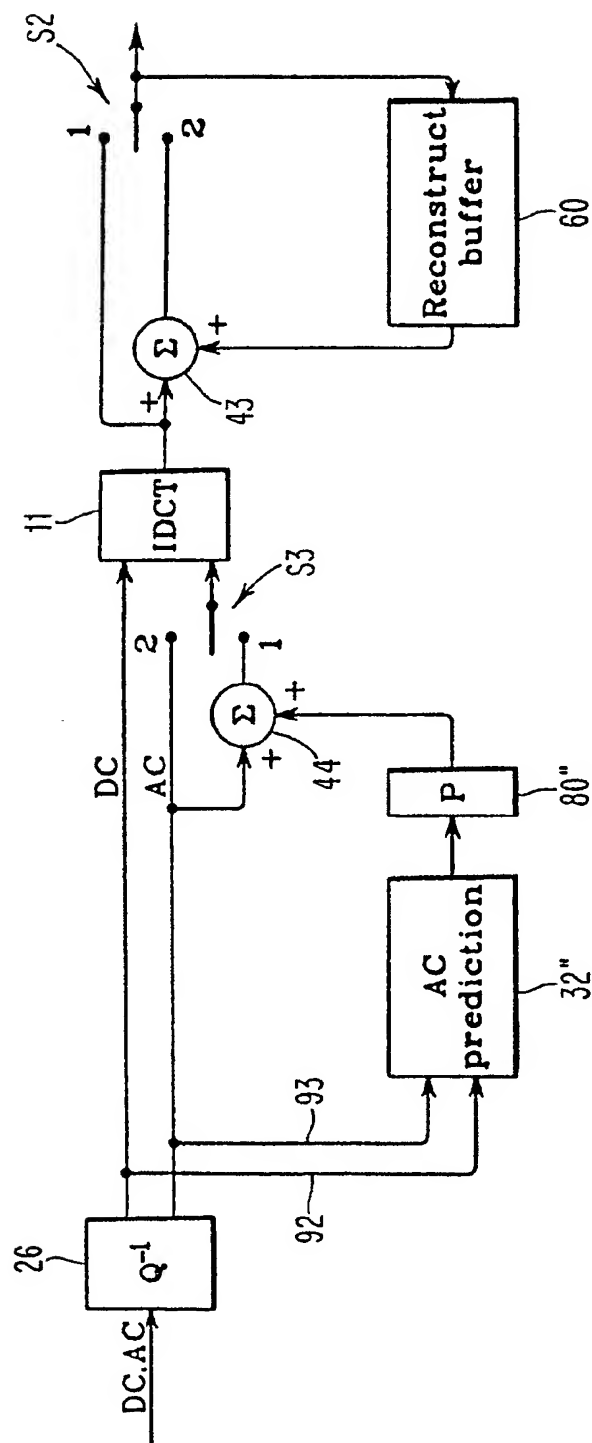 DC.AC
26
Q⁻¹
92
93
DC
AC
AC
prediction
32"
P
80"
Σ
+
+
44
2
1
S3
IDCT
11
Σ
+
+
43
1
2
S2
Reconstruct
buffer
60